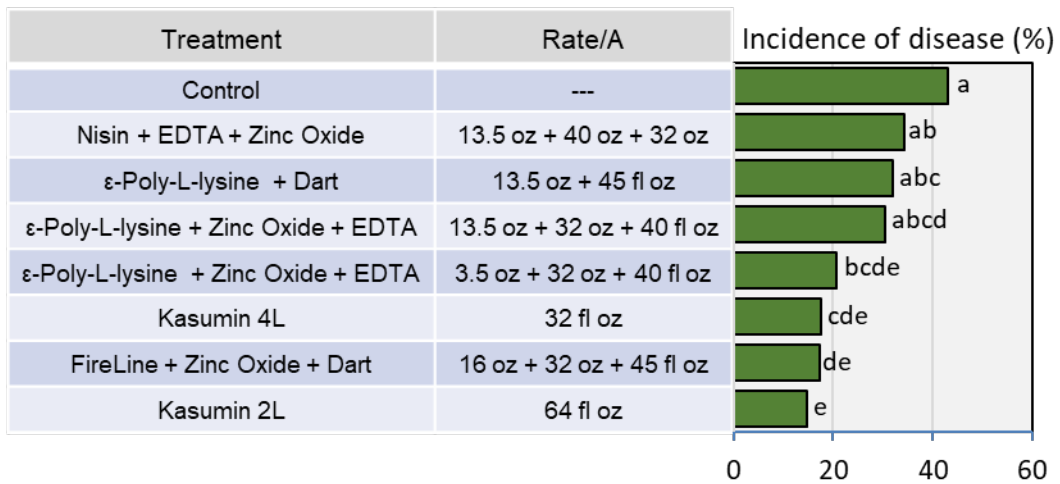 Treatment Rate/A Incidence of disease (%)
Control --- a
Nisin + EDTA + Zinc Oxide 13.5 oz + 40 oz + 32 oz ab
ε-Poly-L-lysine + Dart 13.5 oz + 45 fl oz abc
ε-Poly-L-lysine + Zinc Oxide + EDTA 13.5 oz + 32 oz + 40 fl oz abcd
ε-Poly-L-lysine + Zinc Oxide + EDTA 3.5 oz + 32 oz + 40 fl oz bcde
Kasumin 4L 32 fl oz cde
FireLine + Zinc Oxide + Dart 16 oz + 32 oz + 45 fl oz de
Kasumin 2L 64 fl oz e
0 20 40 60